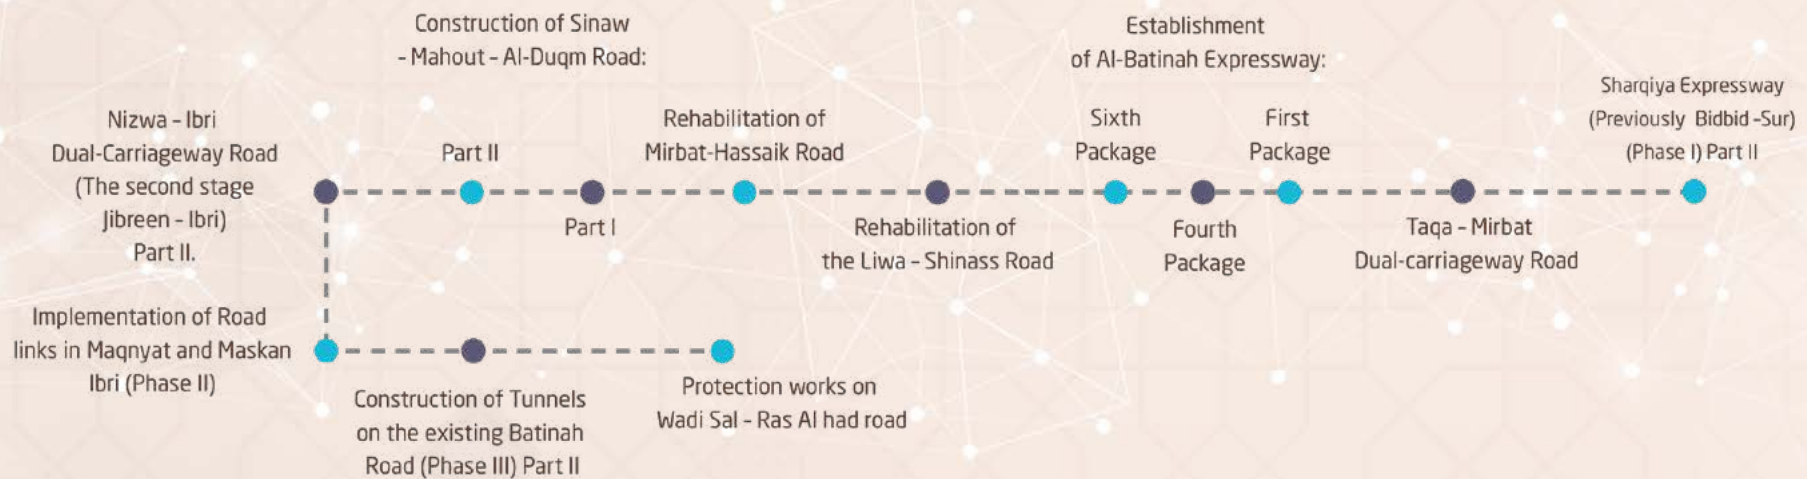 Construction of Sinaw
- Mahout - Al-Duqm Road:
Establishment
of Al-Batinah Expressway:
Nizwa - Ibri
Dual-Carriageway Road
(The second stage
Jibreen - Ibri)
Part II.
Part II
Part I
Rehabilitation of
Mirbat-Hassaik Road
Rehabilitation of
the Liwa - Shinass Road
Sixth
Package
Fourth
Package
First
Package
Taqa - Mirbat
Dual-carriageway Road
Sharqiya Expressway
(Previously Bidbid -Sur)
(Phase I) Part II
Implementation of Road
links in Maqnyat and Maskan
Ibri (Phase II)
Construction of Tunnels
on the existing Batinah
Road (Phase III) Part II
Protection works on
Wadi Sal - Ras Al had road